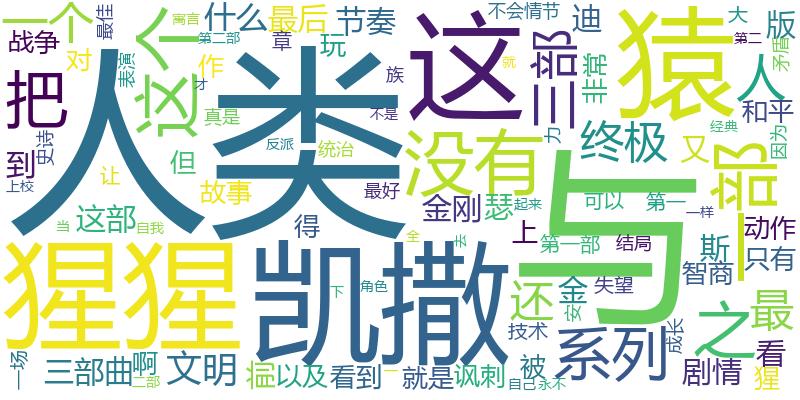 一个
寓言
最佳
什么
最后
节奏
不会情节
迪
大
版
战争
对
表演
这个
第二部
作
章
玩
这
三部
非常
猿
第二
矛盾
人
把
人类
才
族
就
力
和平
史诗
真是
不是
经典
因为
到
但
反派
统治
没有
终极
又
一部
上校
让
故事
最好
金刚
瑟
起来
可以
第一
一样
这部
当
自我
得
与
上
第一部
结局
斯
动作
只有
全
去
智商
猩猩
凯撒
还
金
安
失望
之
最
下
角色
技术
系列
成长
看
一场
三部曲
啊
二部
文明
以及
看到
一
就是
讽刺
被
自己
永不
剧情
猩